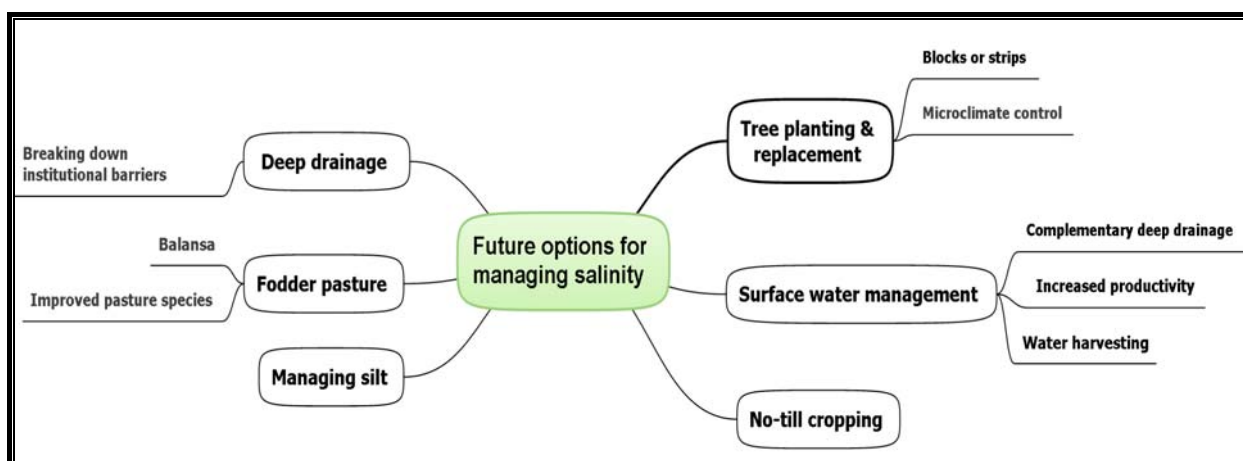 Future options for
managing salinity
Deep drainage
Breaking down
institutional barriers
Fodder pasture
Balansa
Improved pasture species
Managing silt
Tree planting &
replacement
Blocks or strips
Microclimate control
Surface water management
Complementary deep drainage
Increased productivity
Water harvesting
No-till cropping